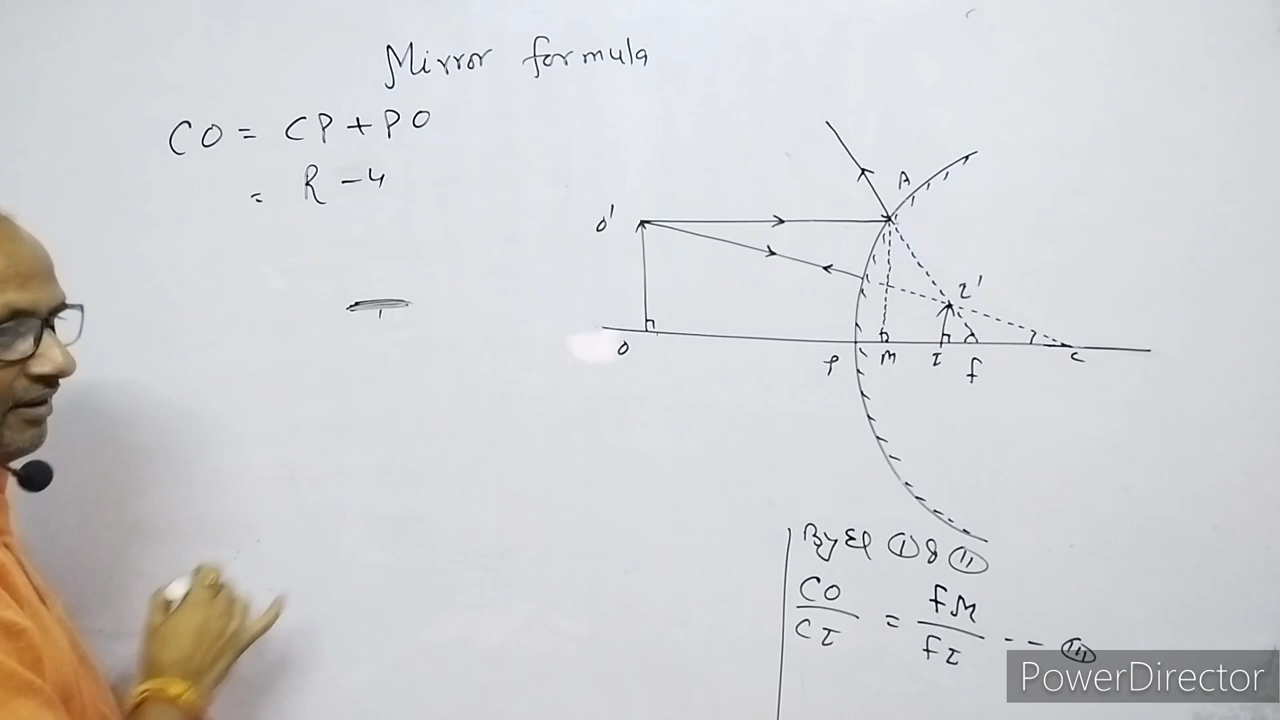 Mirror formula
CO = CP + PO
= R - u
A
O'
I'
O
P
M
I
f
C
By Eq (I) & (II)
CO/CI = fM/fI --- (III)
PowerDirector